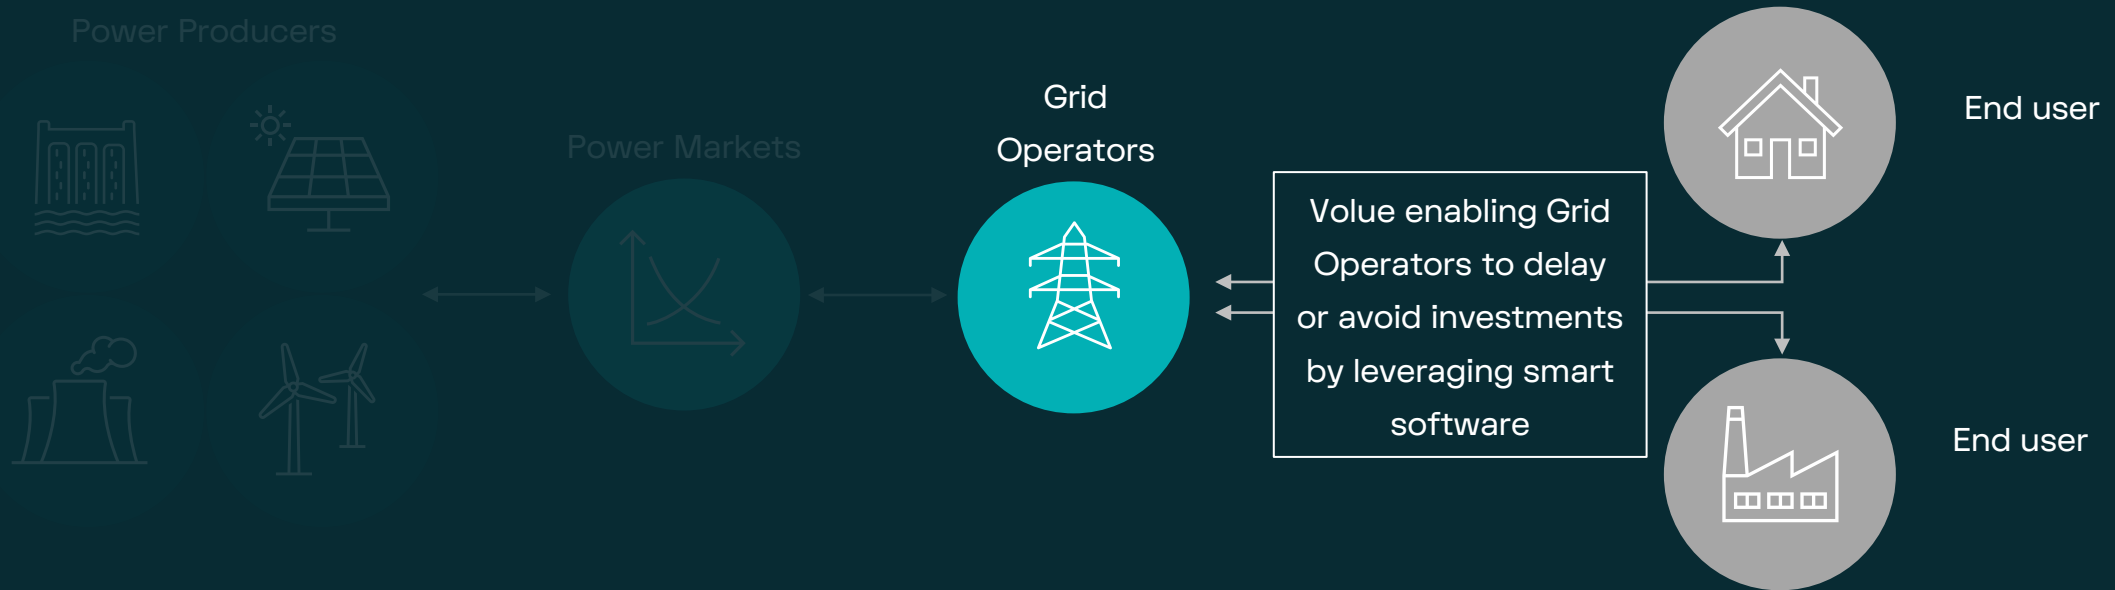 Power Producers
Power Markets
Grid
Operators
Volue enabling Grid
Operators to delay
or avoid investments
by leveraging smart
software
End user
End user